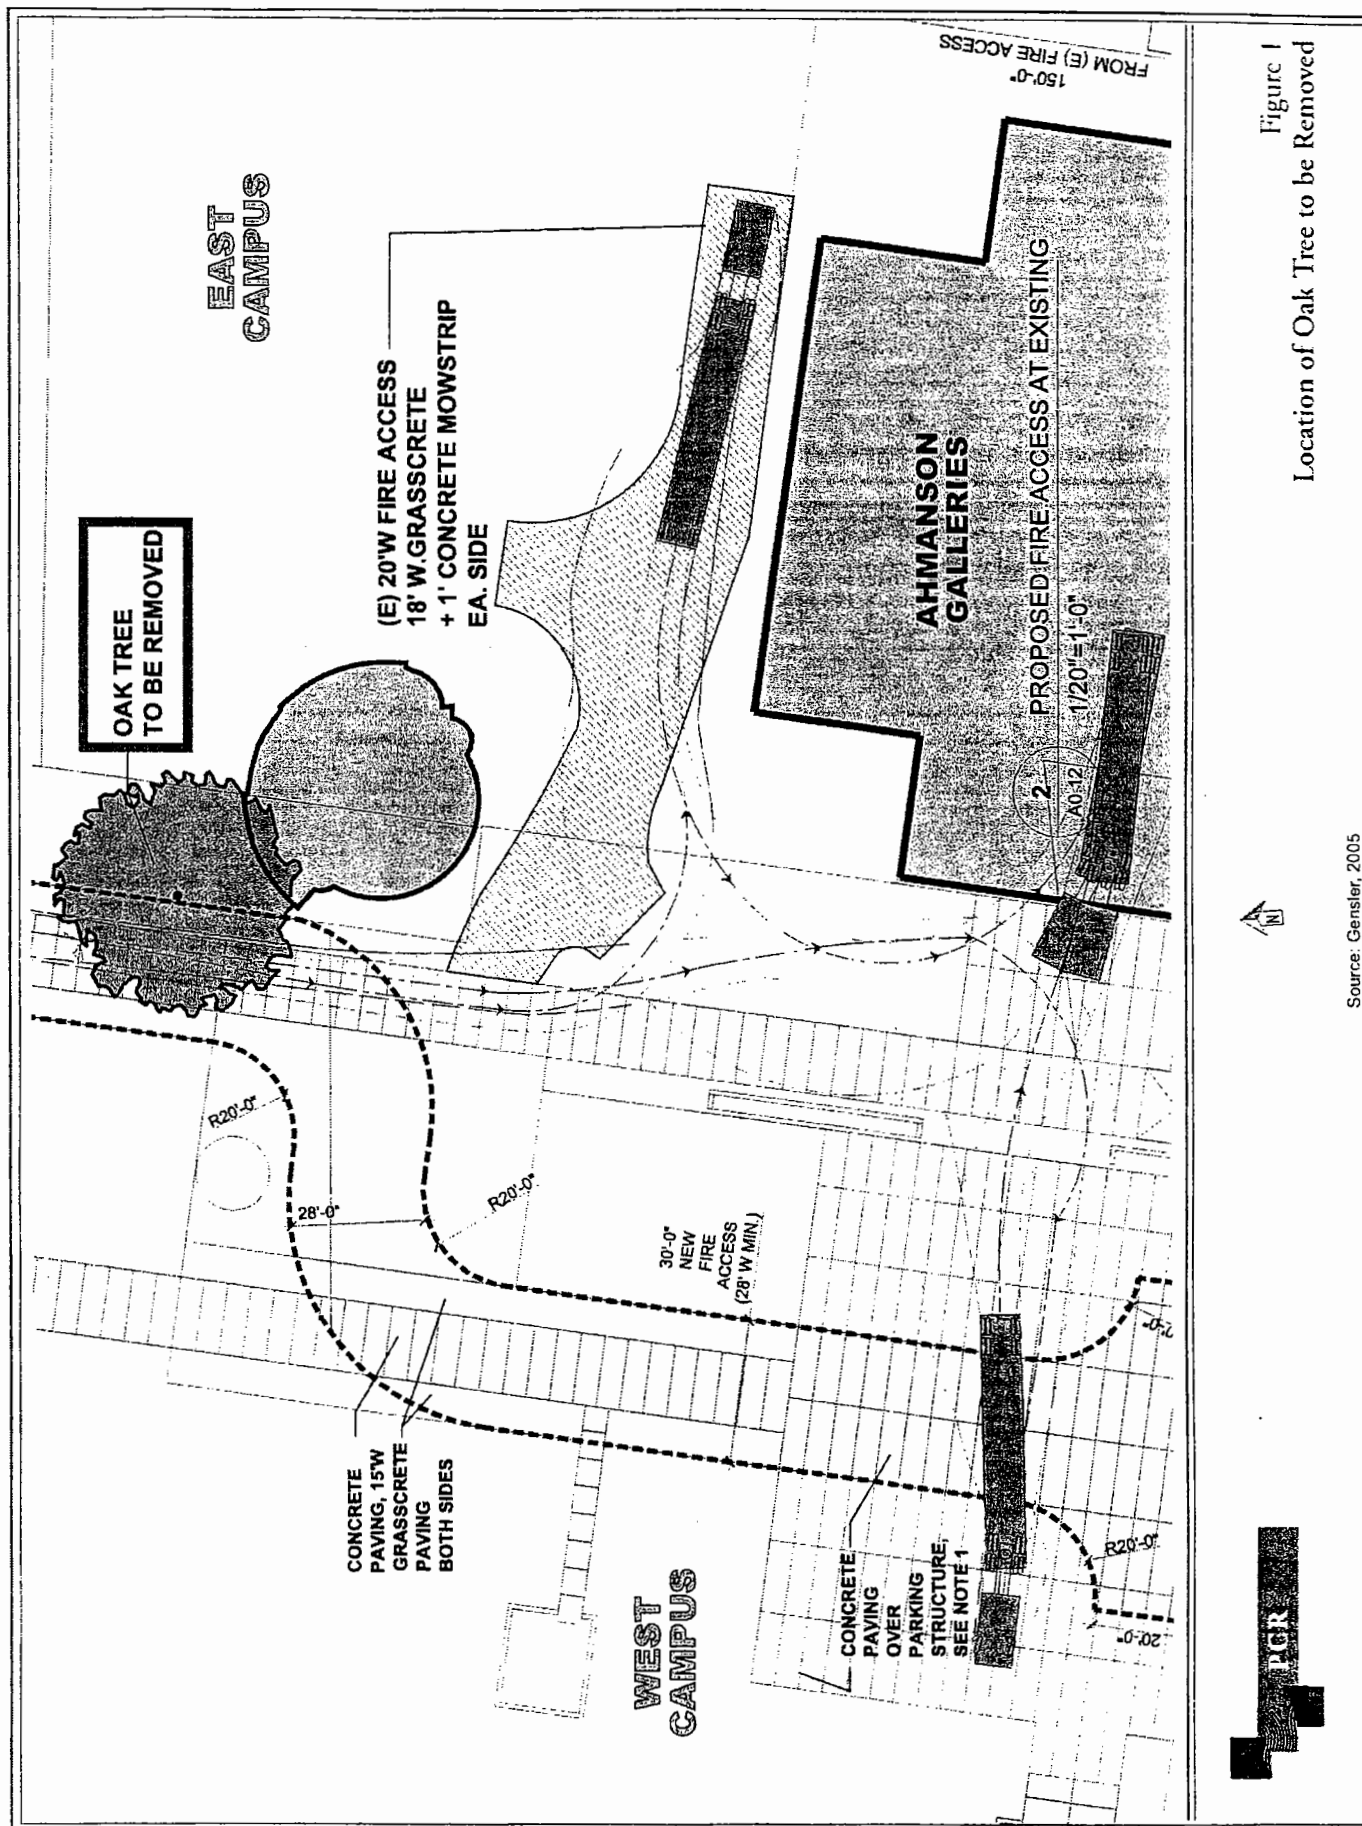 EAST
CAMPUS
150'-0"
FROM (E) FIRE ACCESS
OAK TREE
TO BE REMOVED
(E) 20'W FIRE ACCESS
18' W.GRASSCRETE
+ 1' CONCRETE MOWSTRIP
EA. SIDE
AHMANSON
GALLERIES
2
A0.12
PROPOSED FIRE ACCESS AT EXISTING
1/20"=1'-0"
R20'-0"
28'-0"
R20'-0"
30'-0"
NEW
FIRE
ACCESS
(28' W MIN.)
CONCRETE
PAVING, 15'W
GRASSCRETE
PAVING
BOTH SIDES
WEST
CAMPUS
CONCRETE
PAVING
OVER
PARKING
STRUCTURE,
SEE NOTE 1
R20'-0"
20'-0"
PCR
N
Source: Gensler, 2005
Figure 1
Location of Oak Tree to be Removed